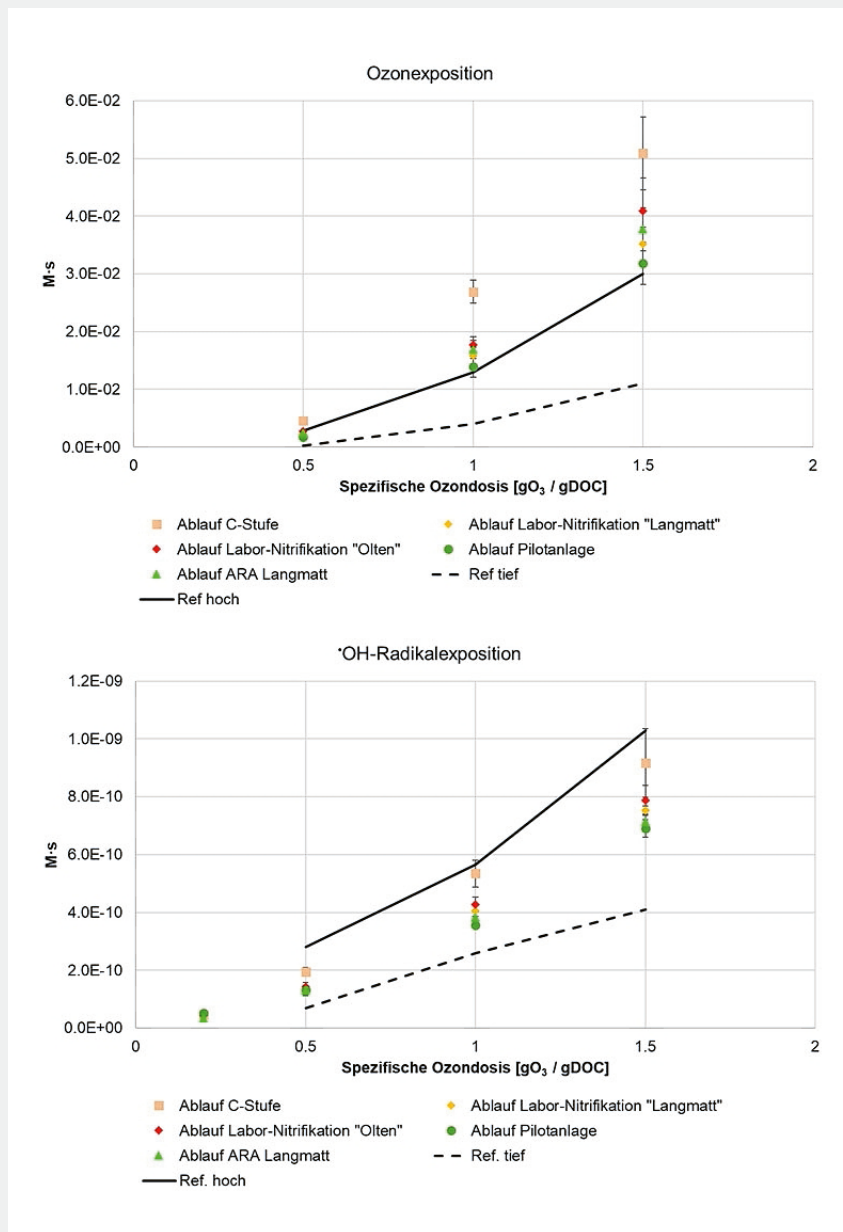 Ozonexposition
6.0E-02
5.0E-02
4.0E-02
3.0E-02
2.0E-02
1.0E-02
0.0E+00
M·s
0 0.5 1 1.5 2
Spezifische Ozondosis [gO₃ / gDOC]
Ablauf C-Stufe Ablauf Labor-Nitrifikation "Langmatt"
Ablauf Labor-Nitrifikation "Olten" Ablauf Pilotanlage
Ablauf ARA Langmatt Ref tief
Ref hoch
•OH-Radikalexposition
1.2E-09
1.0E-09
8.0E-10
6.0E-10
4.0E-10
2.0E-10
0.0E+00
M·s
0 0.5 1 1.5 2
Spezifische Ozondosis [gO₃ / gDOC]
Ablauf C-Stufe Ablauf Labor-Nitrifikation "Langmatt"
Ablauf Labor-Nitrifikation "Olten" Ablauf Pilotanlage
Ablauf ARA Langmatt Ref. tief
Ref. hoch